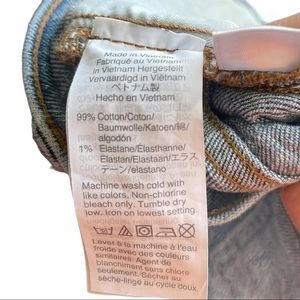 Made in Vietnam
Fabriqué au Vietnam
in Vietnam Hergestellt
Vervaardigd in Viêtnam
ベトナム製
Hecho en Vietnam
99% Cotton/Coton/
Baumwolle/Katoen/綿/
algodón
1% Elastane/Élasthanne/
Elastan/Elastaan/エラス
テーン/elastano
Machine wash cold with
like colors, Non-chlorine
bleach only. Tumble dry
low. Iron on lowest setting.
Laver à la machine à l'eau
froide avec des couleurs
similaires. Agent de
blanchiment sans chlore
seulement. Sécher au
sèche-linge au cycle doux.